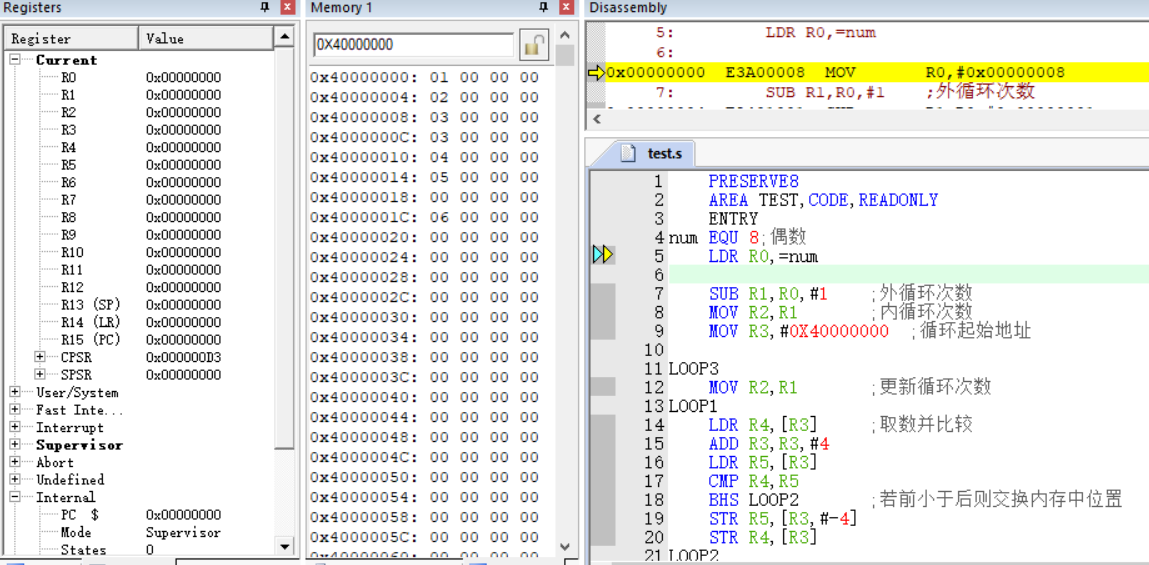 Registers
Register Value
Current
R0 0x00000000
R1 0x00000000
R2 0x00000000
R3 0x00000000
R4 0x00000000
R5 0x00000000
R6 0x00000000
R7 0x00000000
R8 0x00000000
R9 0x00000000
R10 0x00000000
R11 0x00000000
R12 0x00000000
R13 (SP) 0x00000000
R14 (LR) 0x00000000
R15 (PC) 0x00000000
CPSR 0x000000D3
SPSR 0x00000000
User/System
Fast Inte...
Interrupt
Supervisor
Abort
Undefined
Internal
PC $ 0x00000000
Mode Supervisor
States 0
Memory 1
0X40000000
0x40000000: 01 00 00 00
0x40000004: 02 00 00 00
0x40000008: 03 00 00 00
0x4000000C: 03 00 00 00
0x40000010: 04 00 00 00
0x40000014: 05 00 00 00
0x40000018: 00 00 00 00
0x4000001C: 06 00 00 00
0x40000020: 00 00 00 00
0x40000024: 00 00 00 00
0x40000028: 00 00 00 00
0x4000002C: 00 00 00 00
0x40000030: 00 00 00 00
0x40000034: 00 00 00 00
0x40000038: 00 00 00 00
0x4000003C: 00 00 00 00
0x40000040: 00 00 00 00
0x40000044: 00 00 00 00
0x40000048: 00 00 00 00
0x4000004C: 00 00 00 00
0x40000050: 00 00 00 00
0x40000054: 00 00 00 00
0x40000058: 00 00 00 00
0x4000005C: 00 00 00 00
Disassembly
5: LDR R0,=num
6:
0x00000000 E3A00008 MOV R0,#0x00000008
7: SUB R1,R0,#1 ;外循环次数
test.s
1 PRESERVE8
2 AREA TEST,CODE,READONLY
3 ENTRY
4 num EQU 8;偶数
5 LDR R0,=num
6
7 SUB R1,R0,#1 ;外循环次数
8 MOV R2,R1 ;内循环次数
9 MOV R3,#0X40000000 ;循环起始地址
10
11 LOOP3
12 MOV R2,R1 ;更新循环次数
13 LOOP1
14 LDR R4,[R3] ;取数并比较
15 ADD R3,R3,#4
16 LDR R5,[R3]
17 CMP R4,R5
18 BHS LOOP2 ;若前小于后则交换内存中位置
19 STR R5,[R3,#-4]
20 STR R4,[R3]
21 LOOP2